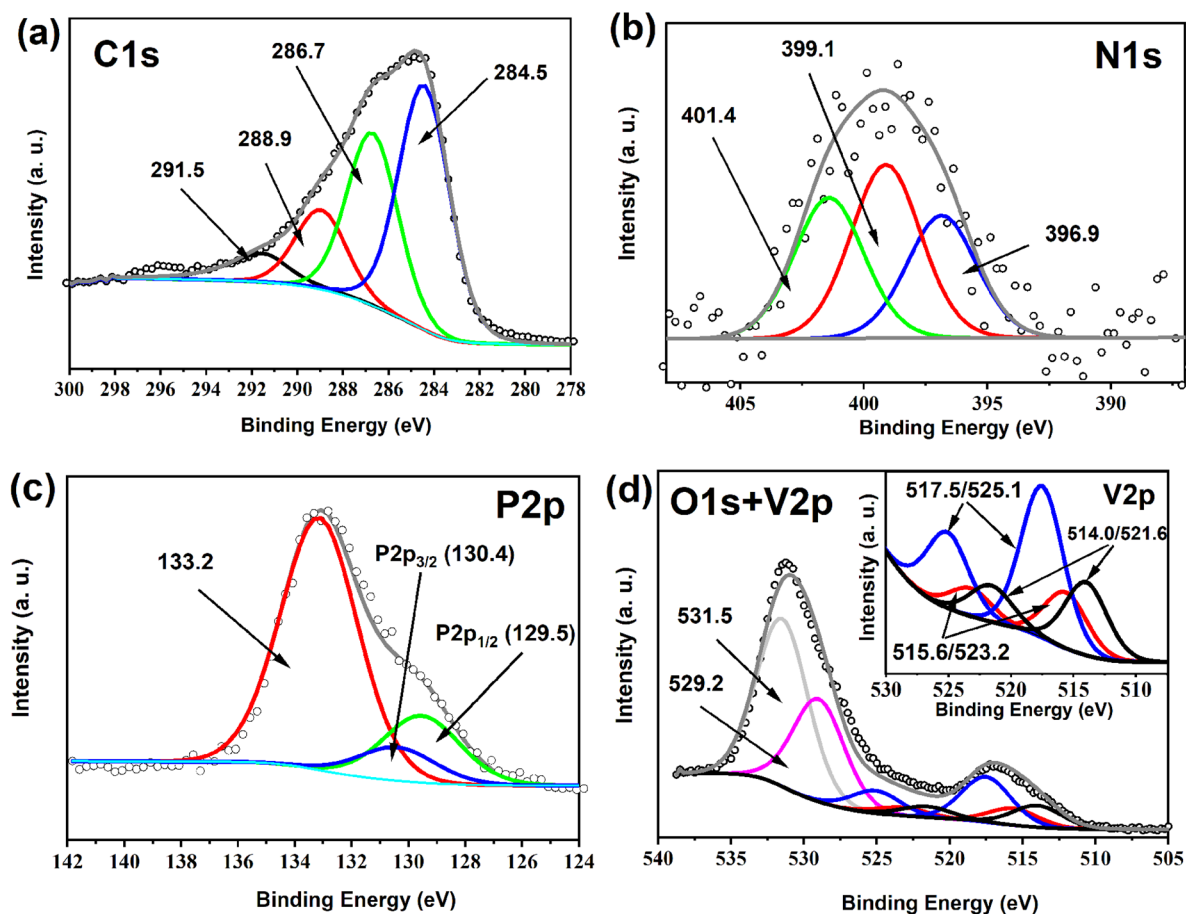 (a)
C1s
286.7
284.5
288.9
291.5
Intensity (a. u.)
300 298 296 294 292 290 288 286 284 282 280 278
Binding Energy (eV)
(b)
N1s
399.1
401.4
396.9
Intensity (a. u.)
405 400 395 390
Binding Energy (eV)
(c)
P2p
133.2
P2p3/2 (130.4)
P2p1/2 (129.5)
Intensity (a. u.)
142 140 138 136 134 132 130 128 126 124
Binding Energy (eV)
(d)
O1s+V2p
531.5
529.2
Intensity (a. u.)
540 535 530 525 520 515 510 505
Binding Energy (eV)
517.5/525.1
V2p
514.0/521.6
515.6/523.2
Intensity (a. u.)
530 525 520 515 510
Binding Energy (eV)